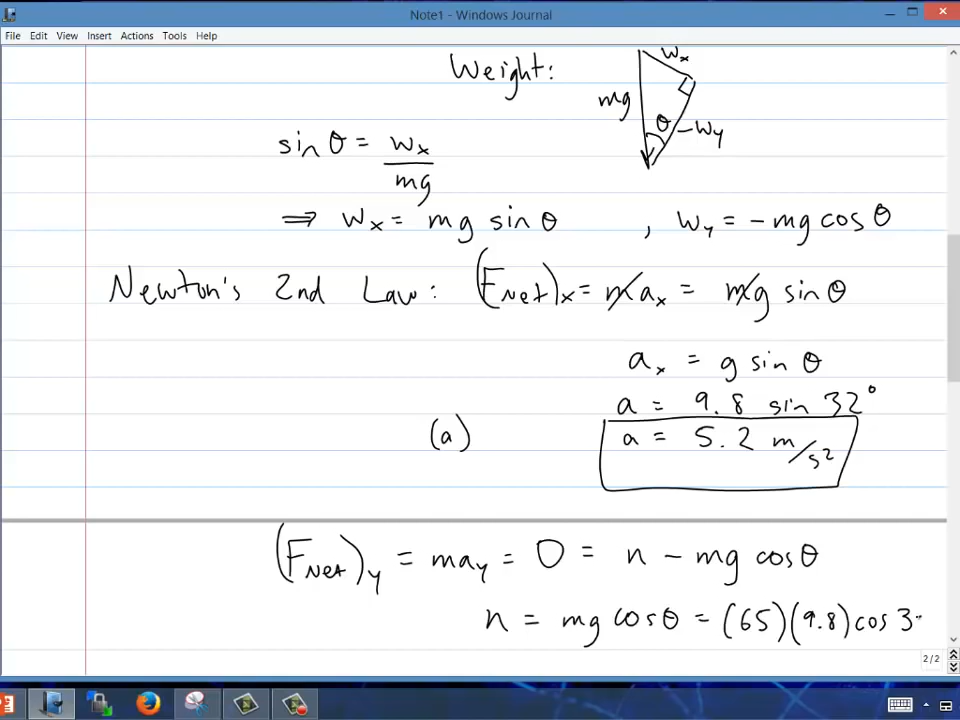 Note1 - Windows Journal
File Edit View Insert Actions Tools Help
Weight:
wx
mg
θ
-wy
sin θ = wx/mg
⟹ wx = mg sin θ , wy = -mg cos θ
Newton's 2nd Law: (FNet)x = max = mg sin θ
ax = g sin θ
a = 9.8 sin 32°
(a) a = 5.2 m/s²
(FNet)y = may = 0 = n - mg cosθ
n = mg cosθ = (65)(9.8)cos 3
2/2